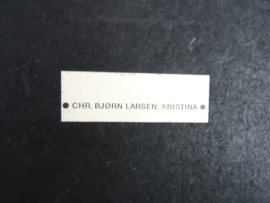 ● CHR. BJØRN LARSEN: KRISTINA ●